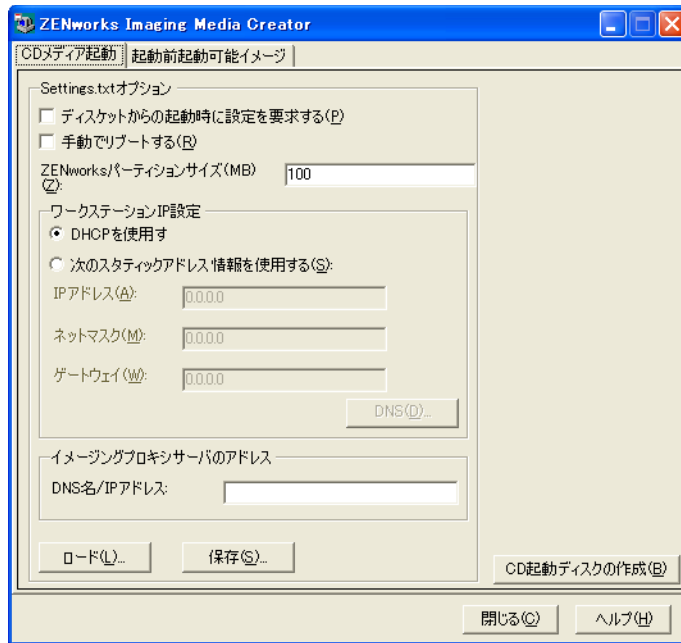 ZENworks Imaging Media Creator
CDメディア起動
起動前起動可能イメージ
Settings.txtオプション
ディスケットからの起動時に設定を要求する(P)
手動でリブートする(R)
ZENworksパーティションサイズ(MB)
(Z):
100
ワークステーションIP設定
DHCPを使用す
次のスタティックアドレス情報を使用する(S):
IPアドレス(A):
0.0.0.0
ネットマスク(M):
0.0.0.0
ゲートウェイ(W):
0.0.0.0
DNS(D)...
イメージングプロキシサーバのアドレス
DNS名/IPアドレス:
ロード(L)...
保存(S)...
CD起動ディスクの作成(B)
閉じる(C)
ヘルプ(H)